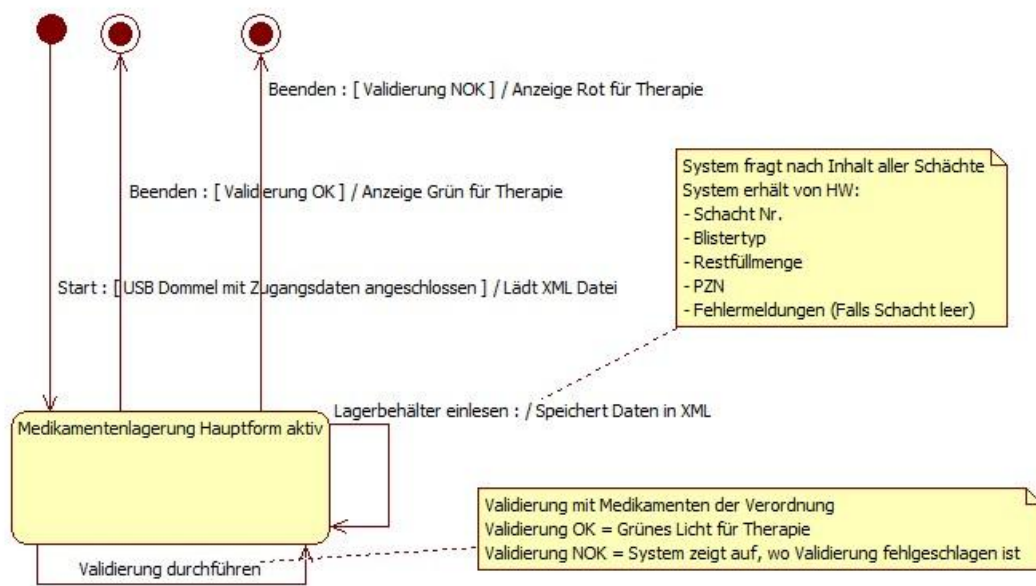 Beenden : [ Validierung NOK ] / Anzeige Rot für Therapie
System fragt nach Inhalt aller Schächte
System erhält von HW:
- Schacht Nr.
- Blistertyp
- Restfüllmenge
- PZN
- Fehlermeldungen (Falls Schacht leer)
Beenden : [ Validierung OK ] / Anzeige Grün für Therapie
Start : [ USB Dommel mit Zugangsdaten angeschlossen ] / Lädt XML Datei
Lagerbehälter einlesen : / Speichert Daten in XML
Medikamentenlagerung Hauptform aktiv
Validierung mit Medikamenten der Verordnung
Validierung OK = Grünes Licht für Therapie
Validierung NOK = System zeigt auf, wo Validierung fehlgeschlagen ist
Validierung durchführen